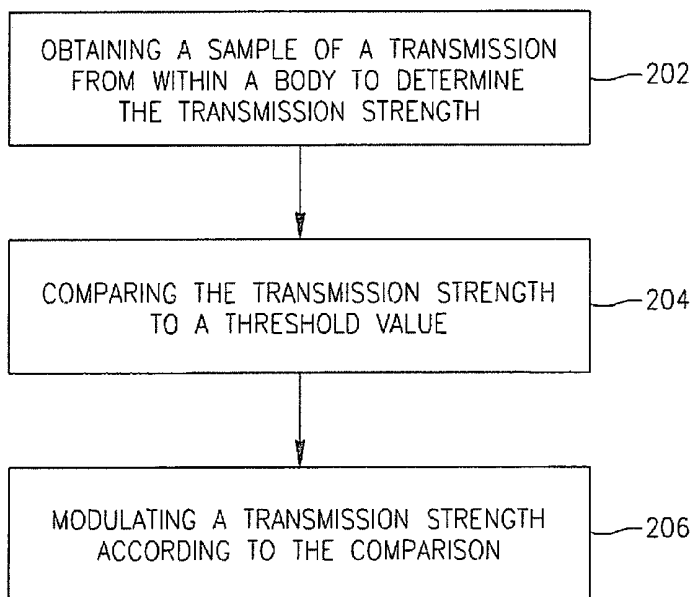 OBTAINING A SAMPLE OF A TRANSMISSION
FROM WITHIN A BODY TO DETERMINE
THE TRANSMISSION STRENGTH
202
COMPARING THE TRANSMISSION STRENGTH
TO A THRESHOLD VALUE
204
MODULATING A TRANSMISSION STRENGTH
ACCORDING TO THE COMPARISON
206